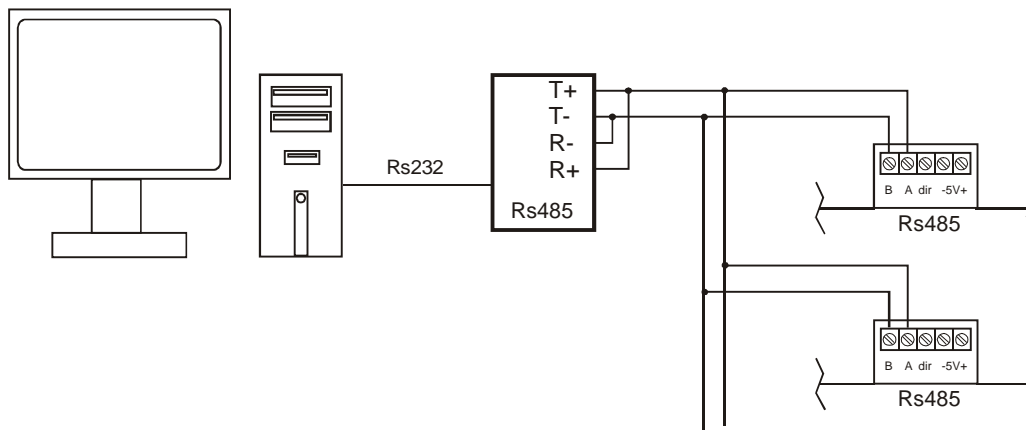 Rs232
T+
T-
R-
R+
Rs485
B A dir -5V+
Rs485
B A dir -5V+
Rs485